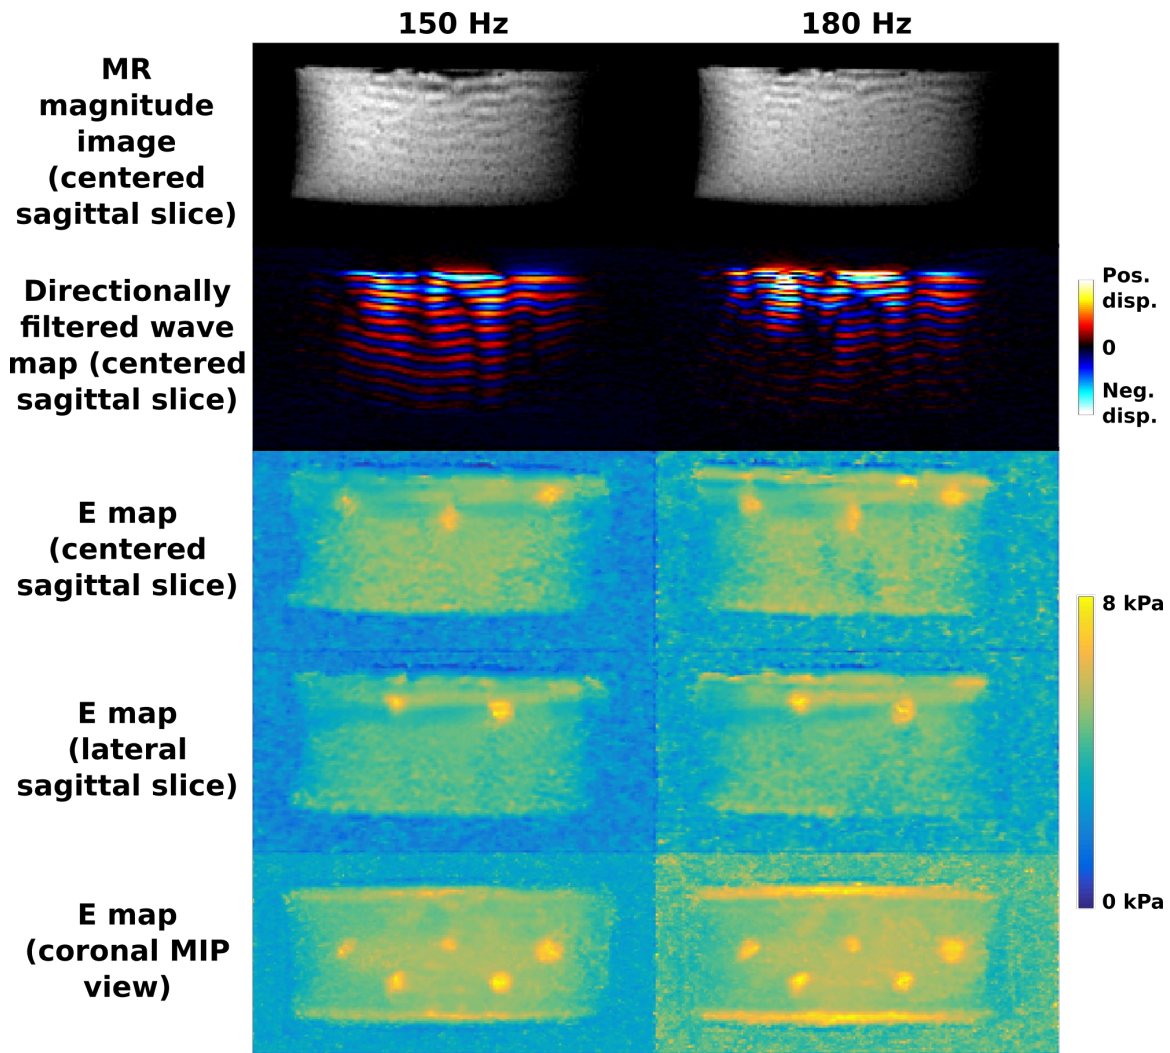 150 Hz
180 Hz
MR
magnitude
image
(centered
sagittal slice)
Directionally
filtered wave
map (centered
sagittal slice)
Pos.
disp.
0
Neg.
disp.
E map
(centered
sagittal slice)
8 kPa
E map
(lateral
sagittal slice)
0 kPa
E map
(coronal MIP
view)